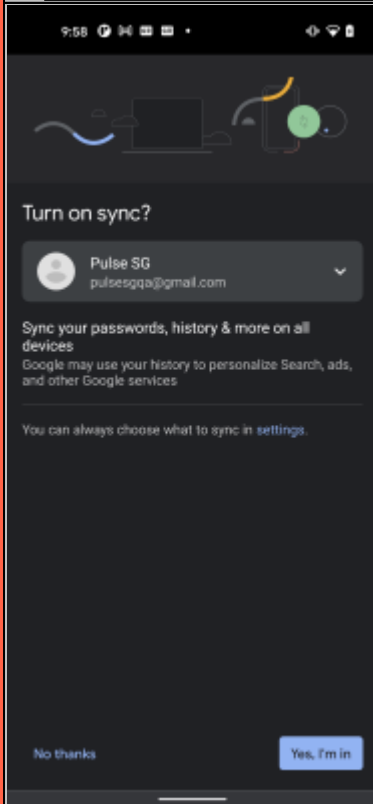 9:58
Turn on sync?
Pulse SG
pulsesgqa@gmail.com
Sync your passwords, history & more on all
devices
Google may use your history to personalize Search, ads,
and other Google services
You can always choose what to sync in settings.
No thanks
Yes, I'm in